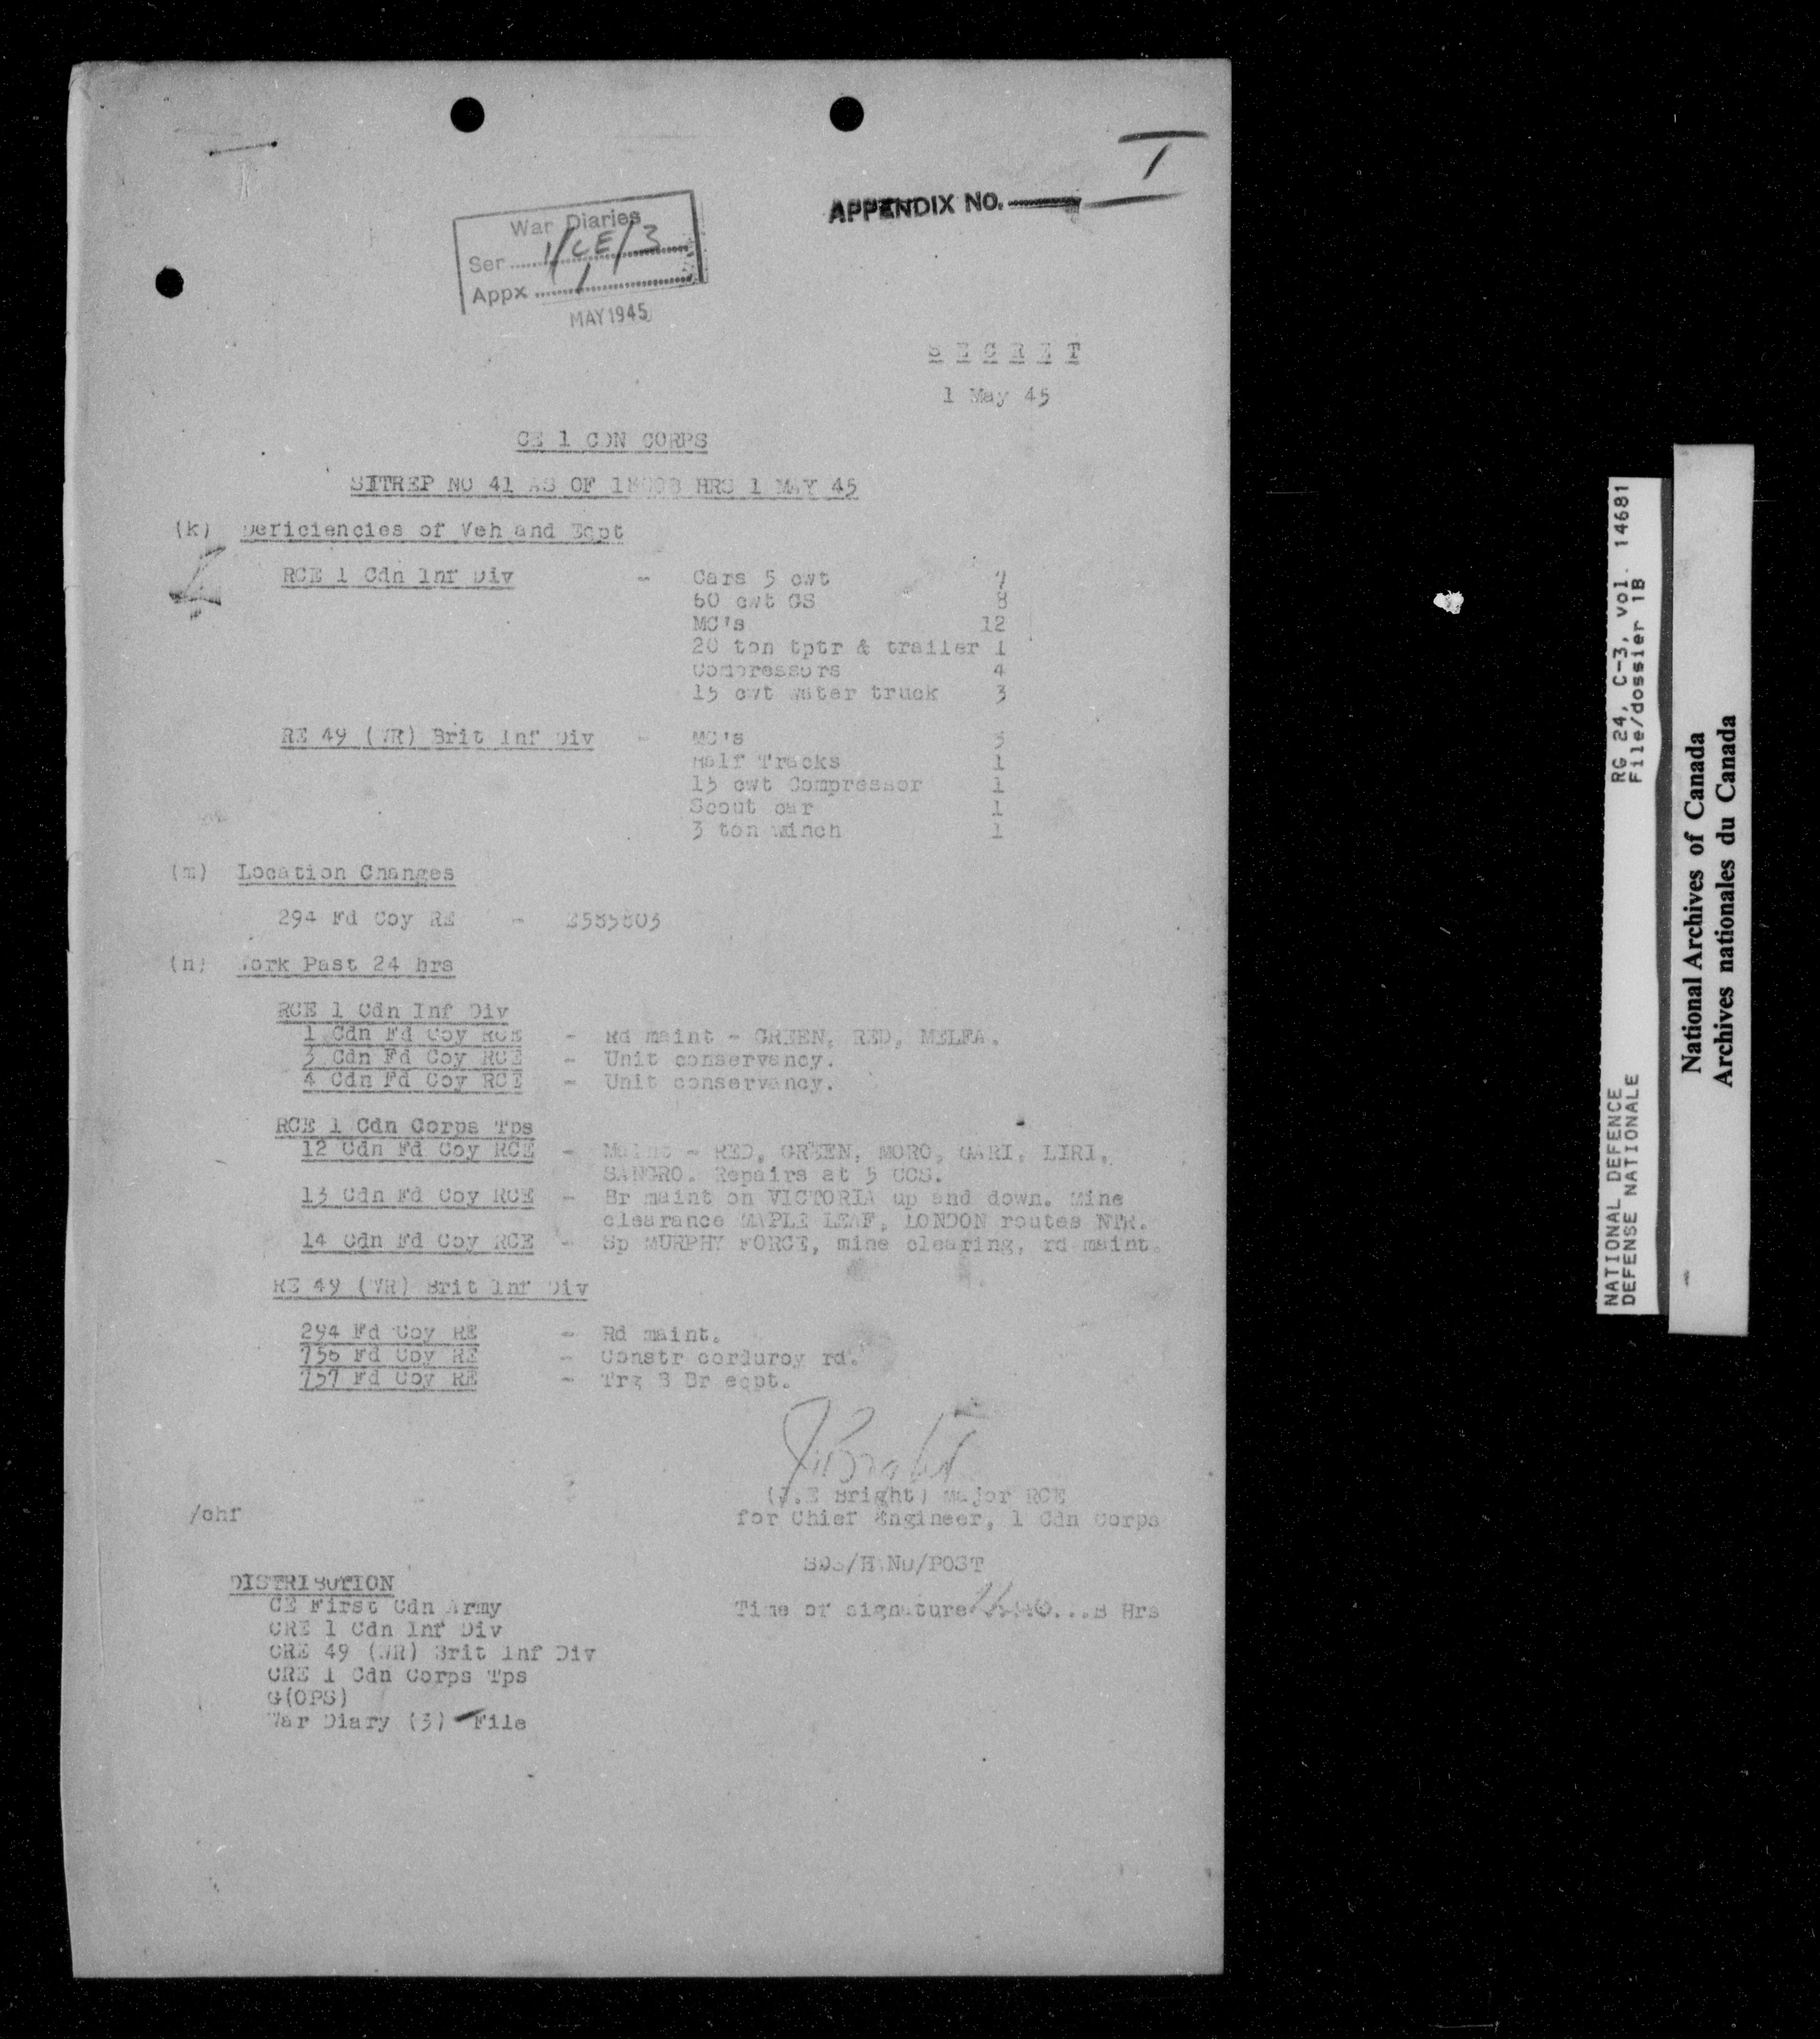 I
APPENDIX NO.
War Diaries
Ser 1/CE/3
Appx 1
MAY 1945
S E C R E T
1 May 45
CE 1 CDN CORPS
SITREP NO 41 AS OF 1800B HRS 1 MAY 45
(k) Deficiencies of Veh and Eqpt
RCE 1 Cdn Inf Div - Cars 5 cwt 7
60 cwt GS 8
MC's 12
20 ton tptr & trailer 1
Compressors 4
15 cwt water truck 3
RE 49 (WR) Brit Inf Div - MC's 3
Half Tracks 1
15 cwt Compressor 1
Scout car 1
3 ton winch 1
(m) Location Changes
294 Fd Coy RE -
(n) Work Past 24 hrs
RCE 1 Cdn Inf Div
1 Cdn Fd Coy RCE - Rd maint - GREEN, RED, MELFA.
3 Cdn Fd Coy RCE - Unit conservancy.
4 Cdn Fd Coy RCE - Unit conservancy.
RCE 1 Cdn Corps Tps
12 Cdn Fd Coy RCE - Maint - RED, GREEN, MORO, GARI, LIRI,
SANGRO. Repairs at 5 CCS.
13 Cdn Fd Coy RCE - Br maint on VICTORIA up and down. Mine
clearance MAPLE LEAF, LONDON routes NTR.
14 Cdn Fd Coy RCE - Sp MURPHY FORCE, mine clearing, rd maint.
RE 49 (WR) Brit Inf Div
294 Fd Coy RE - Rd maint.
756 Fd Coy RE - Constr corduroy rd.
757 Fd Coy RE - Trg B Br eqpt.
JEBright
(J.E Bright) Major RCE
/chf
for Chief Engineer, 1 Cdn Corps
SDS/HAND/POST
DISTRIBUTION
CE First Cdn Army
Time of signature ...B Hrs
CRE 1 Cdn Inf Div
CRE 49 (WR) Brit Inf Div
CRE 1 Cdn Corps Tps
G(OPS)
War Diary (3) File
NATIONAL DEFENCE RG 24, C-3, vol. 14681
DEFENSE NATIONALE File/dossier 1B
National Archives of Canada
Archives nationales du Canada